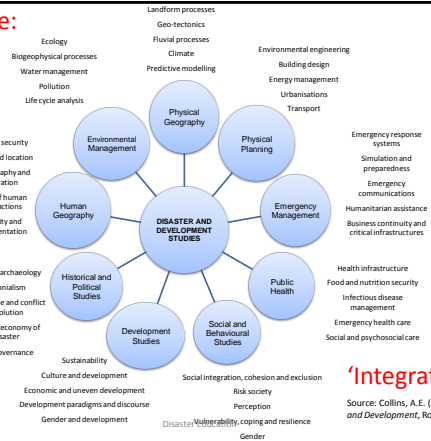 e:
Landform processes
Geo-tectonics
Fluvial processes
Climate
Predictive modelling
Ecology
Biogeophysical processes
Water management
Pollution
Life cycle analysis
Environmental engineering
Building design
Energy management
Urbanisations
Transport
Physical
Geography
Environmental
Management
Physical
Planning
security
d location
aphy and
ration
f human
ctions
ity and
entation
Human
Geography
DISASTER AND
DEVELOPMENT
STUDIES
Emergency
Management
Emergency response
systems
Simulation and
preparedness
Emergency
communications
Humanitarian assistance
Business continuity and
critical infrastructures
archaeology
onialism
e and conflict
olution
economy of
saster
overnance
Historical and
Political
Studies
Public
Health
Health infrastructure
Food and nutrition security
Infectious disease
management
Emergency health care
Social and psychosocial care
Development
Studies
Social and
Behavioural
Studies
Sustainability
Culture and development
Economic and uneven development
Development paradigms and discourse
Gender and development
Social integration, cohesion and exclusion
Risk society
Perception
Vulnerability, coping and resilience
Gender
Disaster Education
'Integrat
Source: Collins, A.E. (
and Development, Ro